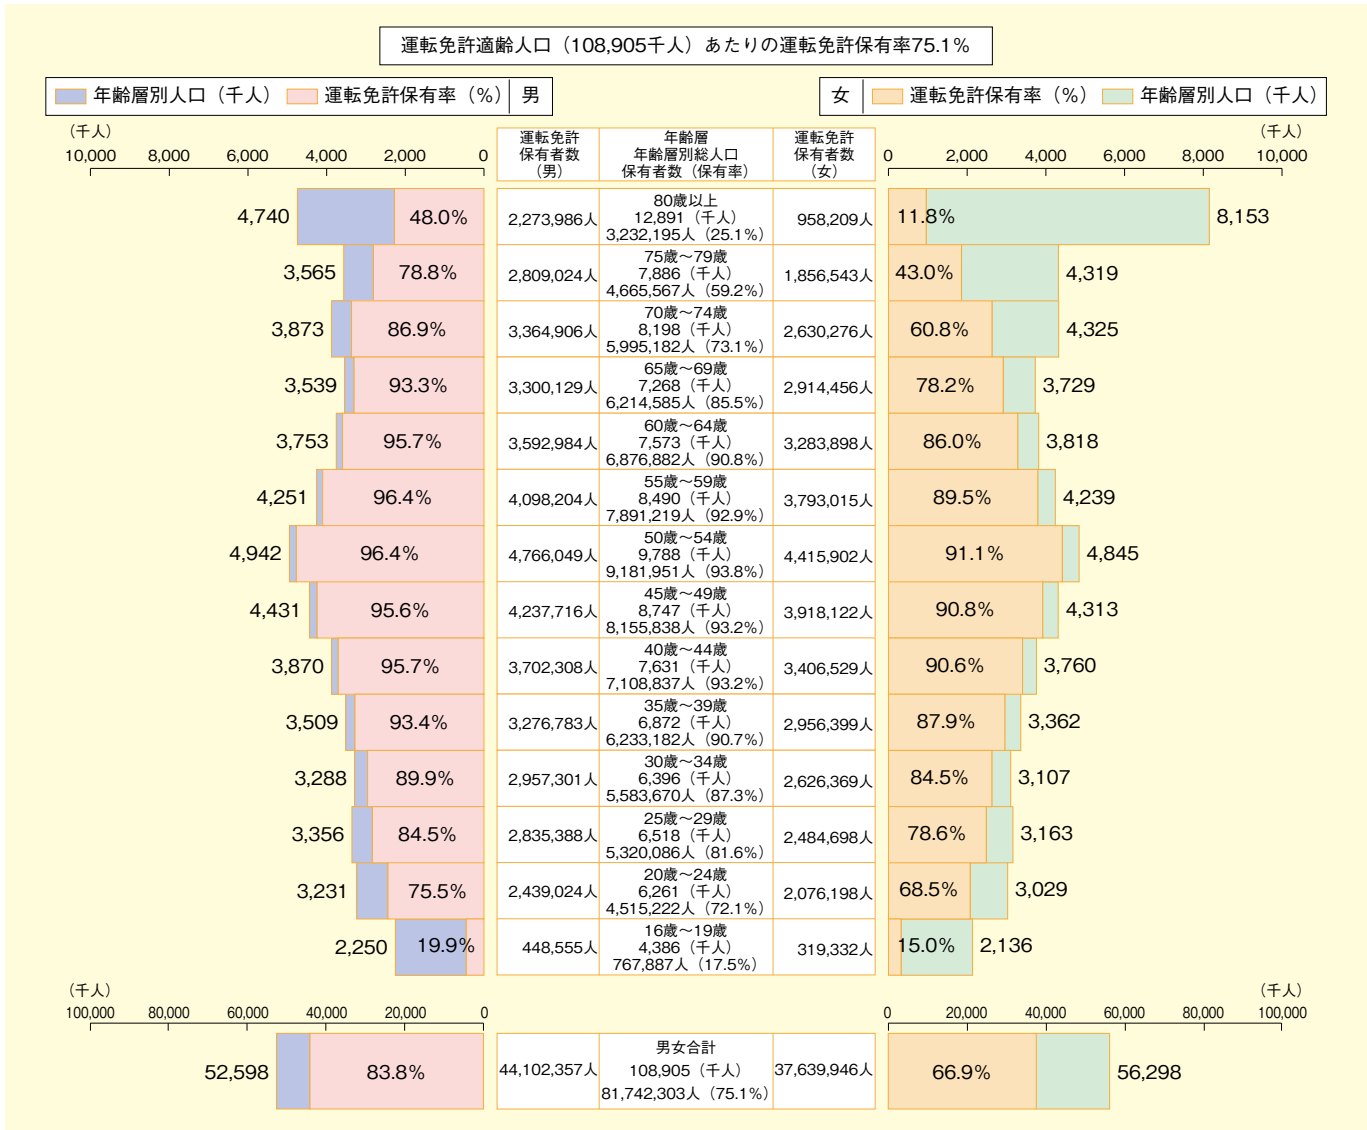 運転免許適齢人口（108,905千人）あたりの運転免許保有率75.1%
年齢層別人口（千人） 運転免許保有率（%） 男
女 運転免許保有率（%） 年齢層別人口（千人）
（千人）
10,000 8,000 6,000 4,000 2,000 0
運転免許
保有者数
（男）
年齢層
年齢層別総人口
保有者数（保有率）
運転免許
保有者数
（女）
（千人）
0 2,000 4,000 6,000 8,000 10,000
4,740 48.0% 2,273,986人
80歳以上
12,891（千人）
3,232,195人（25.1%）
958,209人 11.8% 8,153
3,565 78.8% 2,809,024人
75歳～79歳
7,886（千人）
4,665,567人（59.2%）
1,856,543人 43.0% 4,319
3,873 86.9% 3,364,906人
70歳～74歳
8,198（千人）
5,995,182人（73.1%）
2,630,276人 60.8% 4,325
3,539 93.3% 3,300,129人
65歳～69歳
7,268（千人）
6,214,585人（85.5%）
2,914,456人 78.2% 3,729
3,753 95.7% 3,592,984人
60歳～64歳
7,573（千人）
6,876,882人（90.8%）
3,283,898人 86.0% 3,818
4,251 96.4% 4,098,204人
55歳～59歳
8,490（千人）
7,891,219人（92.9%）
3,793,015人 89.5% 4,239
4,942 96.4% 4,766,049人
50歳～54歳
9,788（千人）
9,181,951人（93.8%）
4,415,902人 91.1% 4,845
4,431 95.6% 4,237,716人
45歳～49歳
8,747（千人）
8,155,838人（93.2%）
3,918,122人 90.8% 4,313
3,870 95.7% 3,702,308人
40歳～44歳
7,631（千人）
7,108,837人（93.2%）
3,406,529人 90.6% 3,760
3,509 93.4% 3,276,783人
35歳～39歳
6,872（千人）
6,233,182人（90.7%）
2,956,399人 87.9% 3,362
3,288 89.9% 2,957,301人
30歳～34歳
6,396（千人）
5,583,670人（87.3%）
2,626,369人 84.5% 3,107
3,356 84.5% 2,835,388人
25歳～29歳
6,518（千人）
5,320,086人（81.6%）
2,484,698人 78.6% 3,163
3,231 75.5% 2,439,024人
20歳～24歳
6,261（千人）
4,515,222人（72.1%）
2,076,198人 68.5% 3,029
2,250 19.9% 448,555人
16歳～19歳
4,386（千人）
767,887人（17.5%）
319,332人 15.0% 2,136
（千人）
100,000 80,000 60,000 40,000 20,000 0
（千人）
0 20,000 40,000 60,000 80,000 100,000
52,598 83.8% 44,102,357人
男女合計
108,905（千人）
81,742,303人（75.1%）
37,639,946人 66.9% 56,298